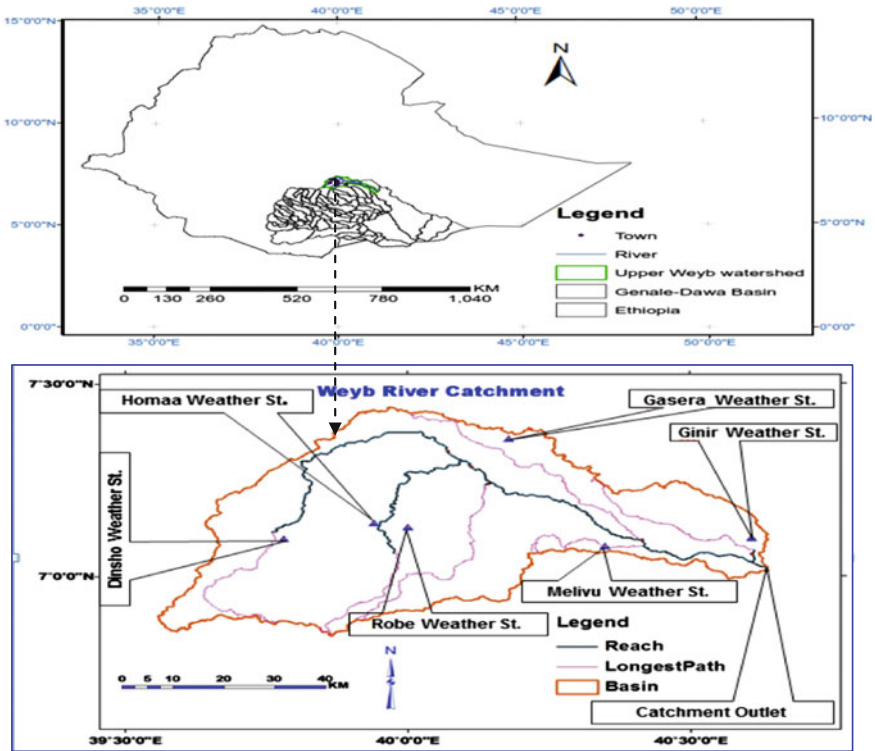 35°0'0"E 40°0'0"E 45°0'0"E 50°0'0"E
15°0'0"N
N
10°0'0"N 10°0'0"N
5°0'0"N 5°0'0"N
Legend
Town
River
Upper Weyb watershed
Genale-Dawa Basin
Ethiopia
KM
0 130 260 520 780 1,040
0°0'0" 0°0'0"
35°0'0"E 40°0'0"E 45°0'0"E 50°0'0"E
7°30'0"N
Weyb River Catchment
Homaa Weather St.
Gasera Weather St.
Ginir Weather St.
Dinsho Weather St.
7°0'0"N
Melivu Weather St.
Robe Weather St.
Legend
Reach
LongestPath
Basin
N
0 5 10 20 30 40
KM
Catchment Outlet
39°30'0"E 40°0'0"E 40°30'0"E